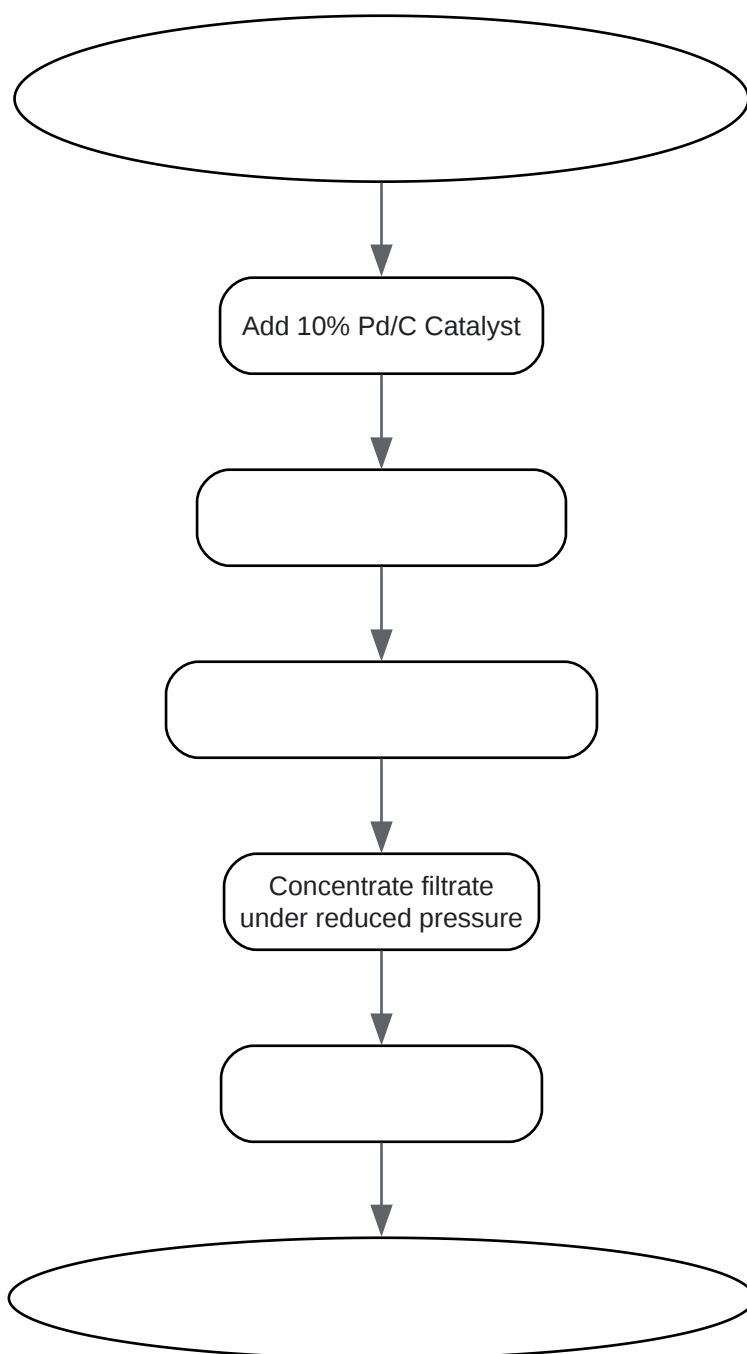 Add 10% Pd/C Catalyst
Concentrate filtrate
under reduced pressure